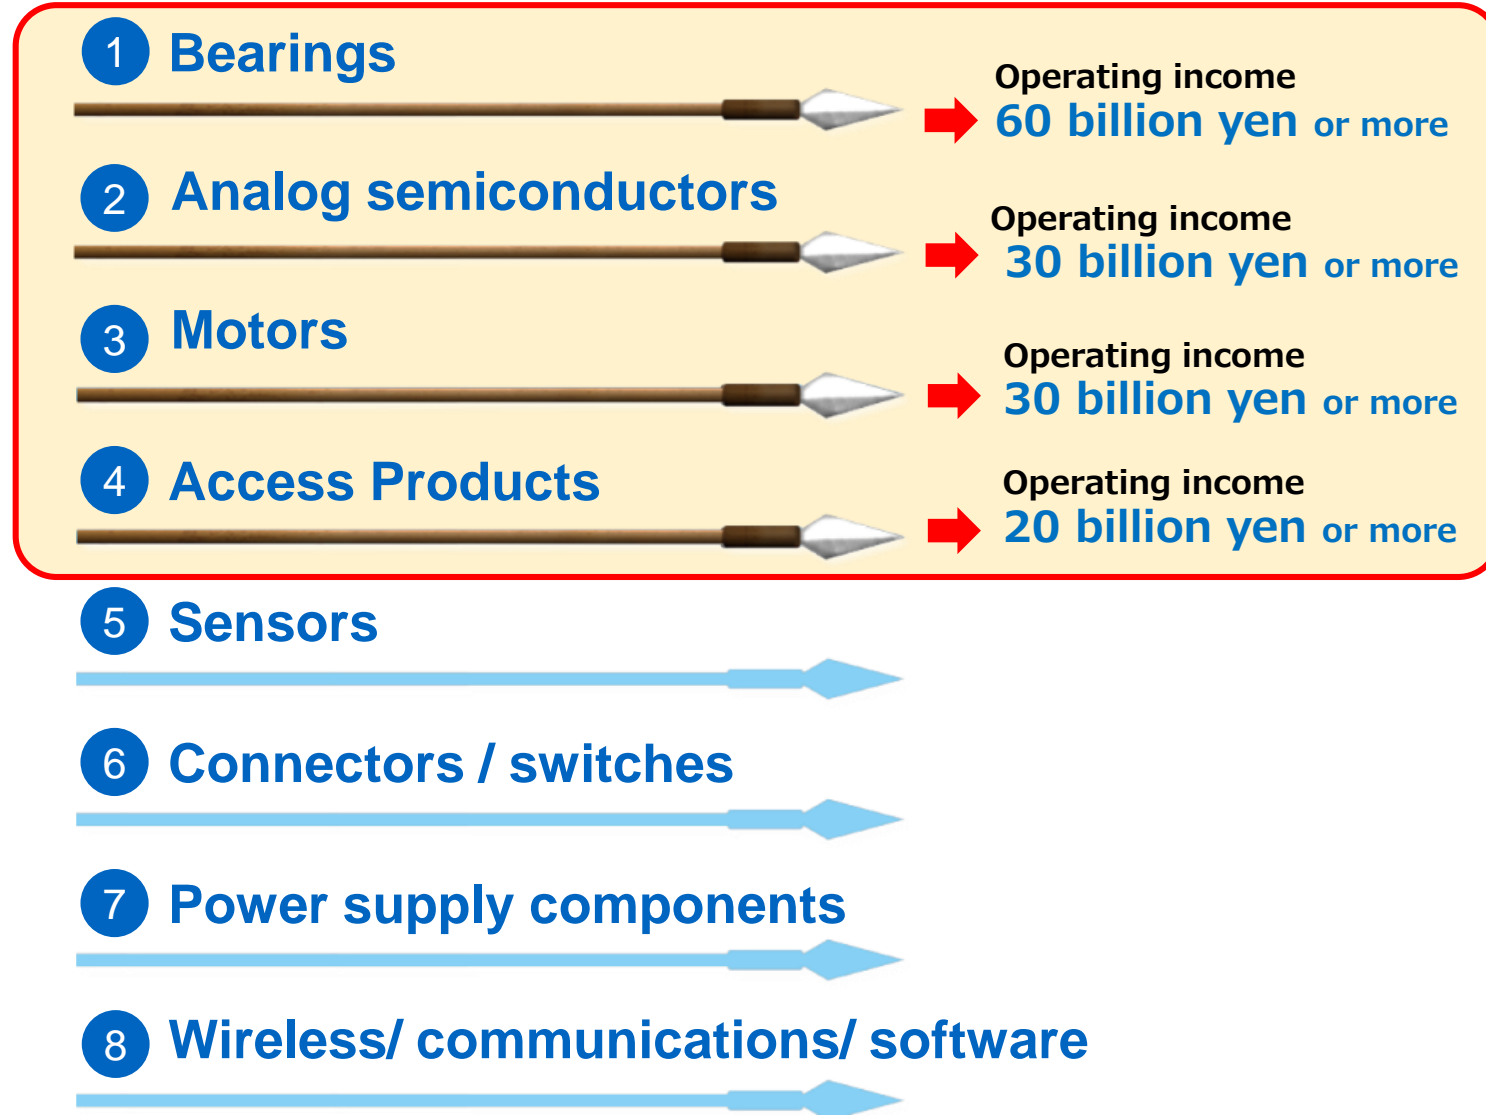 1 Bearings
Operating income
60 billion yen or more
2 Analog semiconductors
Operating income
30 billion yen or more
3 Motors
Operating income
30 billion yen or more
4 Access Products
Operating income
20 billion yen or more
5 Sensors
6 Connectors / switches
7 Power supply components
8 Wireless/ communications/ software